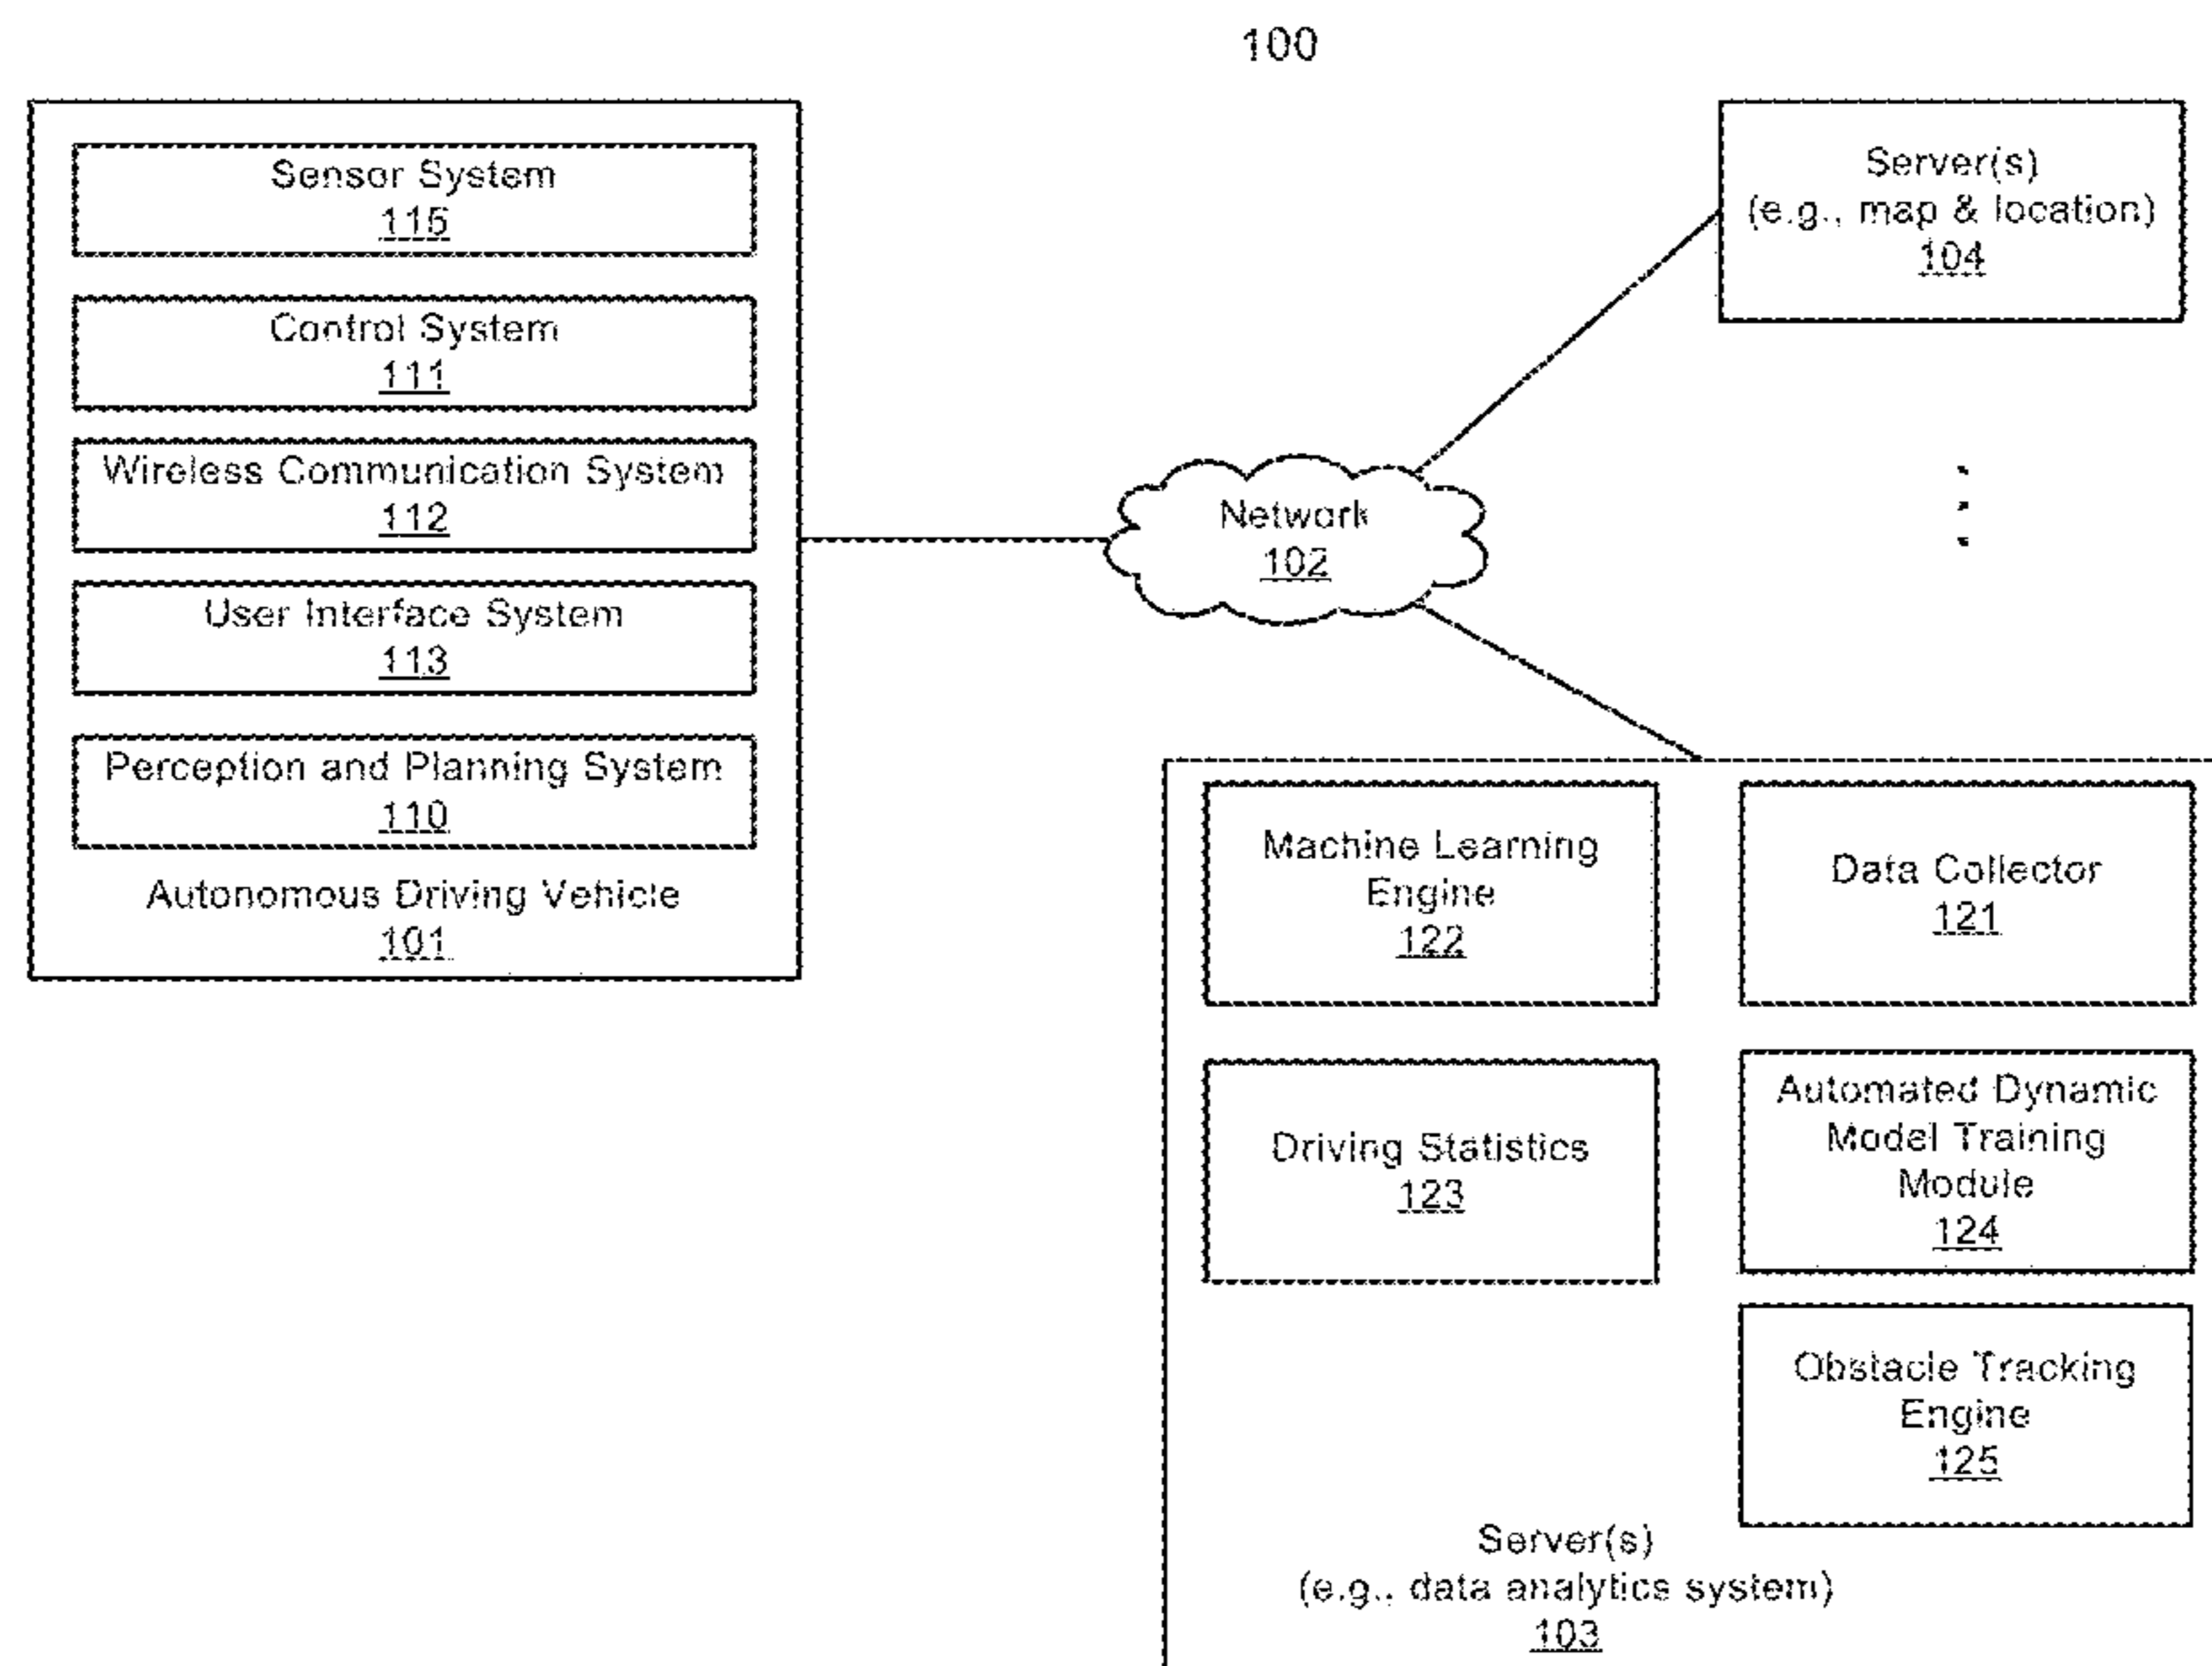 100
Sensor System
115
Control System
111
Wireless Communication System
112
User Interface System
113
Perception and Planning System
110
Autonomous Driving Vehicle
101
Network
102
Server(s)
(e.g., map & location)
104
Machine Learning
Engine
122
Data Collector
121
Driving Statistics
123
Automated Dynamic
Model Training
Module
124
Obstacle Tracking
Engine
125
Server(s)
(e.g., data analytics system)
103